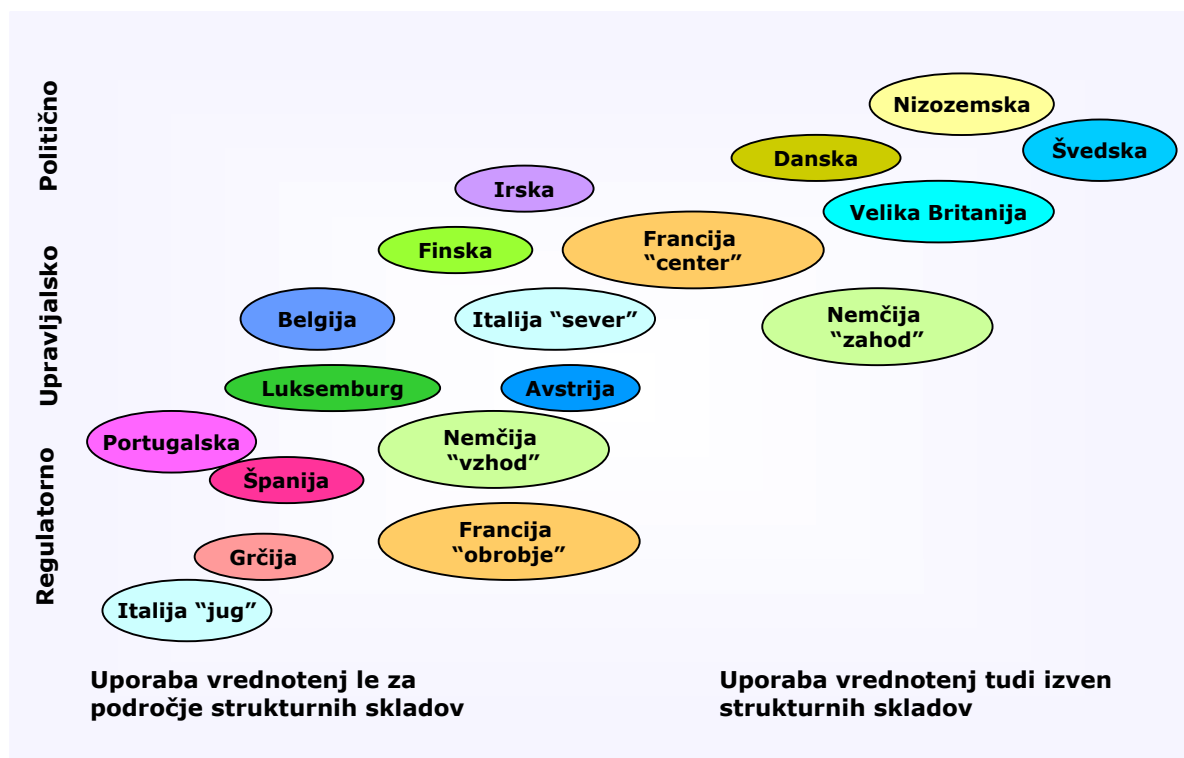 Politično
Upravljalsko
Regulatorno
Nizozemska
Švedska
Danska
Irska
Velika Britanija
Francija
“center”
Finska
Belgija
Italija “sever”
Nemčija
“zahod”
Luksemburg
Avstrija
Portugalska
Nemčija
“vzhod”
Španija
Francija
“obrobje”
Grčija
Italija “jug”
Uporaba vrednotenj le za
področje strukturnih skladov
Uporaba vrednotenj tudi izven
strukturnih skladov